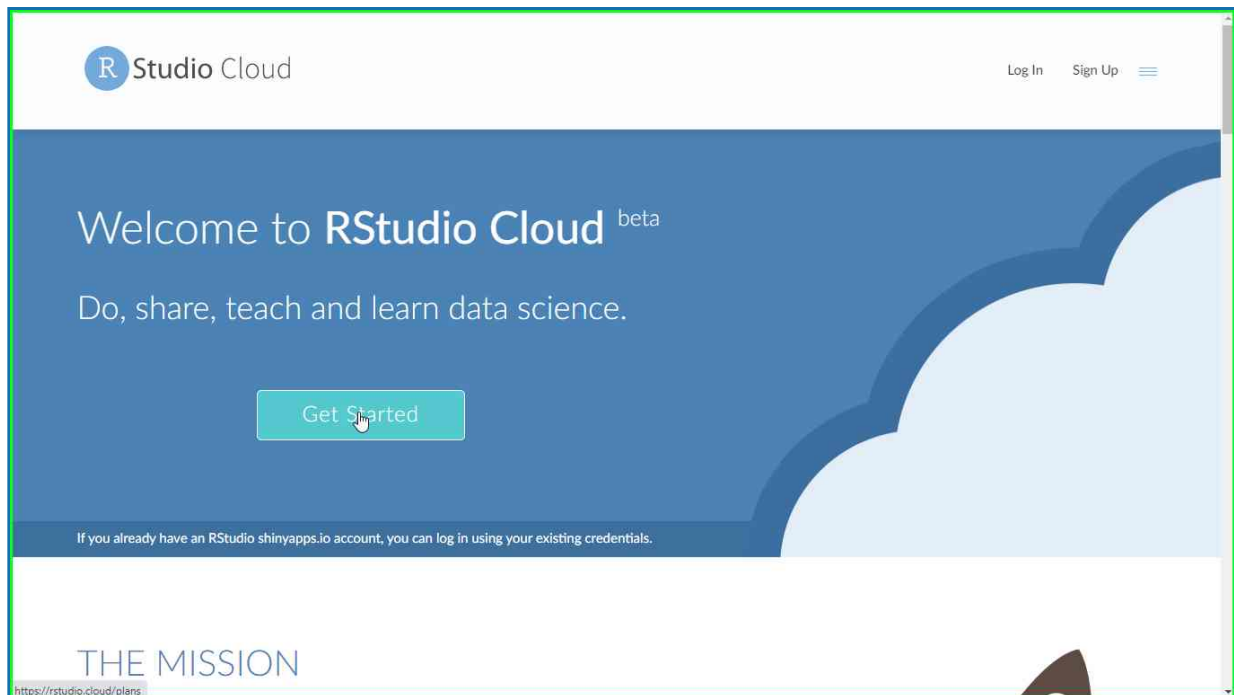 R Studio Cloud
Log In Sign Up
Welcome to RStudio Cloud beta
Do, share, teach and learn data science.
Get Started
If you already have an RStudio shinyapps.io account, you can log in using your existing credentials.
THE MISSION
https://rstudio.cloud/plans